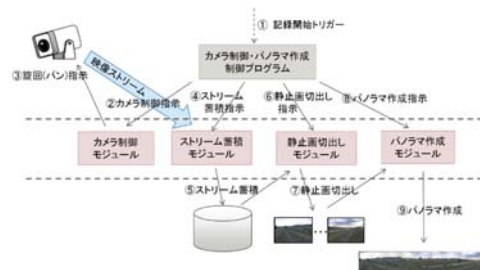 ① 記録開始トリガー
カメラ制御・パノラマ作成
制御プログラム
③旋回(パン)指示
映像ストリーム
②カメラ制御指示
④ストリーム
蓄積指示
⑥静止画切出し
指示
⑧パノラマ作成指示
カメラ制御
モジュール
ストリーム蓄積
モジュール
静止画切出し
モジュール
パノラマ作成
モジュール
⑤ストリーム蓄積
⑦静止画切出し
⑨パノラマ作成